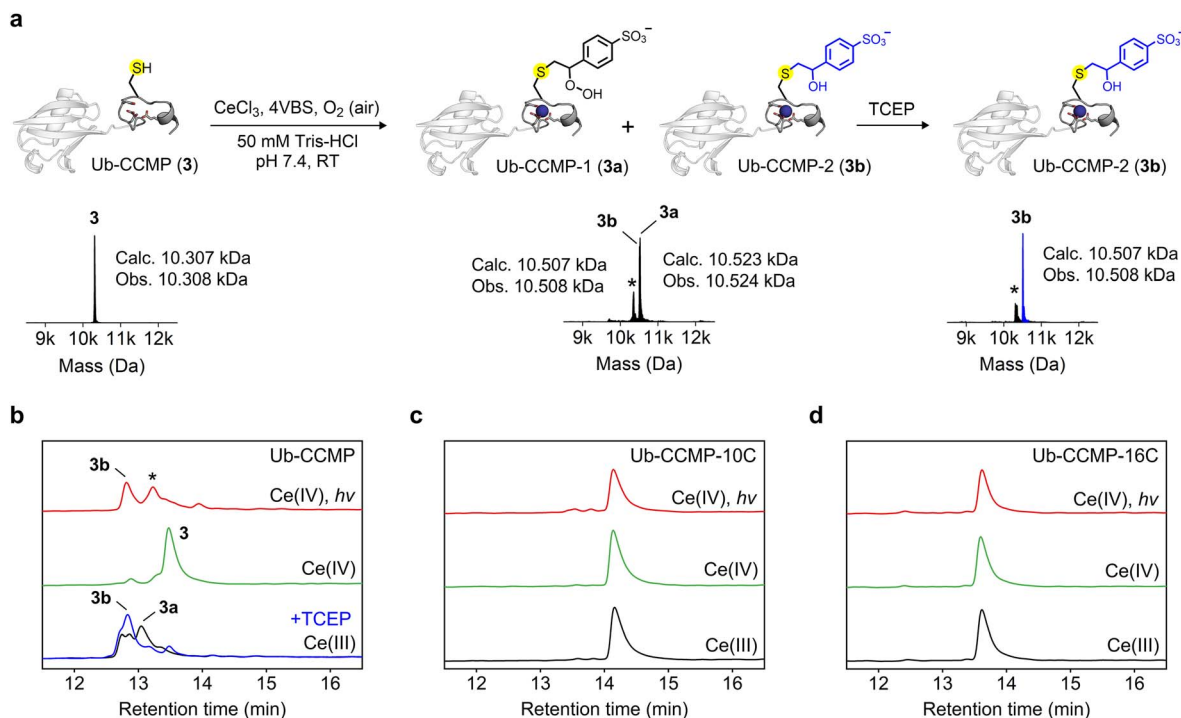 a
SH
Ub-CCMP (3)
CeCl₃, 4VBS, O₂ (air)
50 mM Tris-HCl
pH 7.4, RT
SO₃⁻
S
O
OH
Ub-CCMP-1 (3a)
+
SO₃⁻
S
OH
Ub-CCMP-2 (3b)
TCEP
SO₃⁻
S
OH
Ub-CCMP-2 (3b)
3
Calc. 10.307 kDa
Obs. 10.308 kDa
9k 10k 11k 12k
Mass (Da)
3b 3a
Calc. 10.507 kDa
Obs. 10.508 kDa
*
Calc. 10.523 kDa
Obs. 10.524 kDa
9k 10k 11k 12k
Mass (Da)
3b
*
Calc. 10.507 kDa
Obs. 10.508 kDa
9k 10k 11k 12k
Mass (Da)
b
Ub-CCMP
3b *
Ce(IV), hv
3
Ce(IV)
3b 3a
+TCEP
Ce(III)
12 13 14 15 16
Retention time (min)
c
Ub-CCMP-10C
Ce(IV), hv
Ce(IV)
Ce(III)
12 13 14 15 16
Retention time (min)
d
Ub-CCMP-16C
Ce(IV), hv
Ce(IV)
Ce(III)
12 13 14 15 16
Retention time (min)